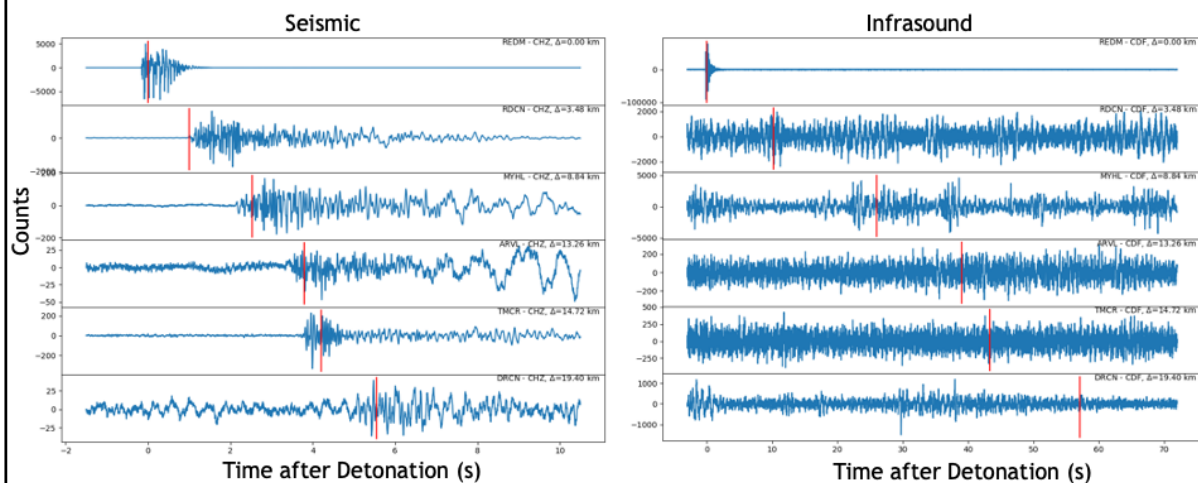 Seismic
Infrasound
Counts
REDM - CHZ, Δ=0.00 km
5000
0
−5000
RDCN - CHZ, Δ=3.48 km
0
−2000
200
MYHL - CHZ, Δ=8.84 km
0
−200
ARVL - CHZ, Δ=13.26 km
25
0
−25
−50
TMCR - CHZ, Δ=14.72 km
200
0
−200
DRCN - CHZ, Δ=19.40 km
25
0
−25
−2 0 2 4 6 8 10
Time after Detonation (s)
REDM - CDF, Δ=0.00 km
0
−100000
RDCN - CDF, Δ=3.48 km
2000
0
−2000
MYHL - CDF, Δ=8.84 km
5000
0
−5000
ARVL - CDF, Δ=13.26 km
200
0
−200
TMCR - CDF, Δ=14.72 km
500
250
0
−250
DRCN - CDF, Δ=19.40 km
1000
0
−1000
0 10 20 30 40 50 60 70
Time after Detonation (s)